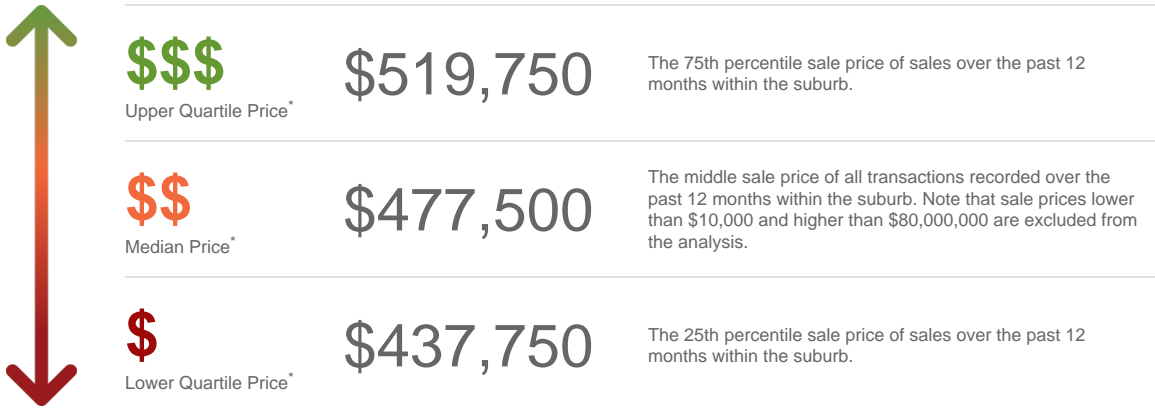 $$$
Upper Quartile Price*
$519,750
The 75th percentile sale price of sales over the past 12
months within the suburb.
$$
Median Price*
$477,500
The middle sale price of all transactions recorded over the
past 12 months within the suburb. Note that sale prices lower
than $10,000 and higher than $80,000,000 are excluded from
the analysis.
$
Lower Quartile Price*
$437,750
The 25th percentile sale price of sales over the past 12
months within the suburb.